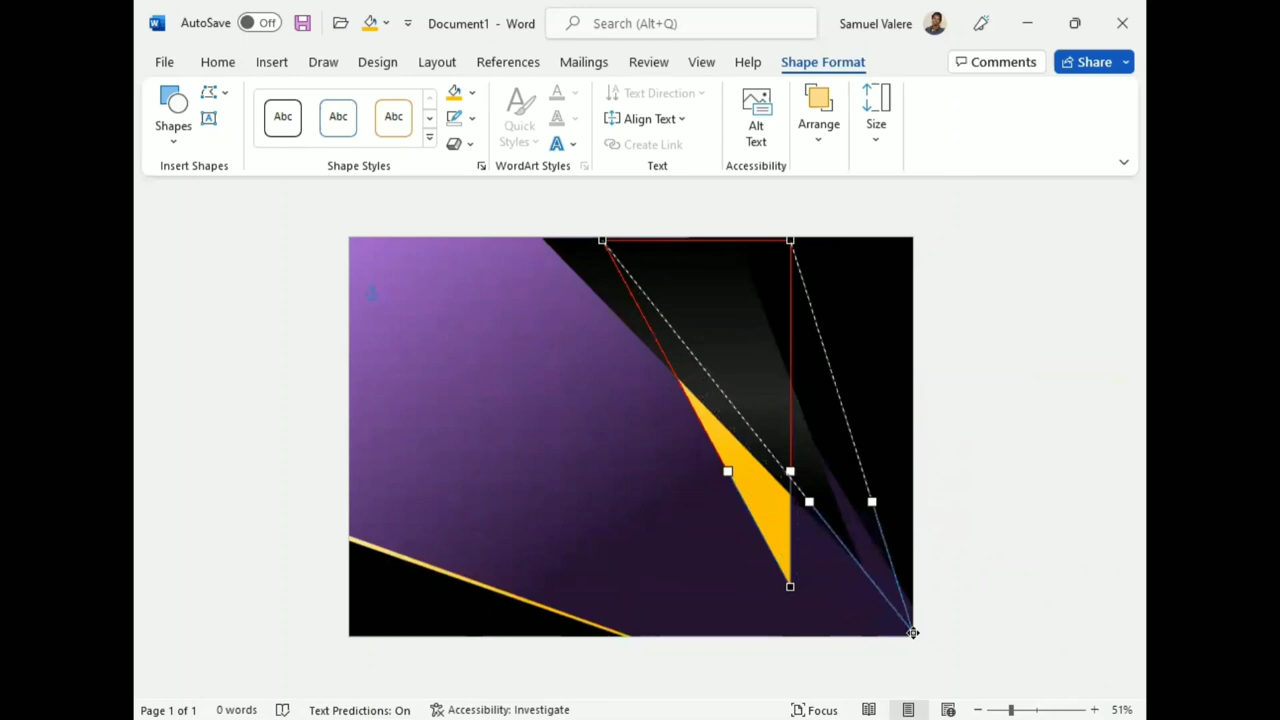 AutoSave Off Document1 - Word Search (Alt+Q) Samuel Valere
File Home Insert Draw Design Layout References Mailings Review View Help Shape Format Comments Share
Shapes
Insert Shapes
Abc Abc Abc
Shape Styles
Quick
Styles
WordArt Styles
Text Direction
Align Text
Create Link
Text
Alt
Text
Accessibility
Arrange
Size
Page 1 of 1 0 words Text Predictions: On Accessibility: Investigate Focus 51%